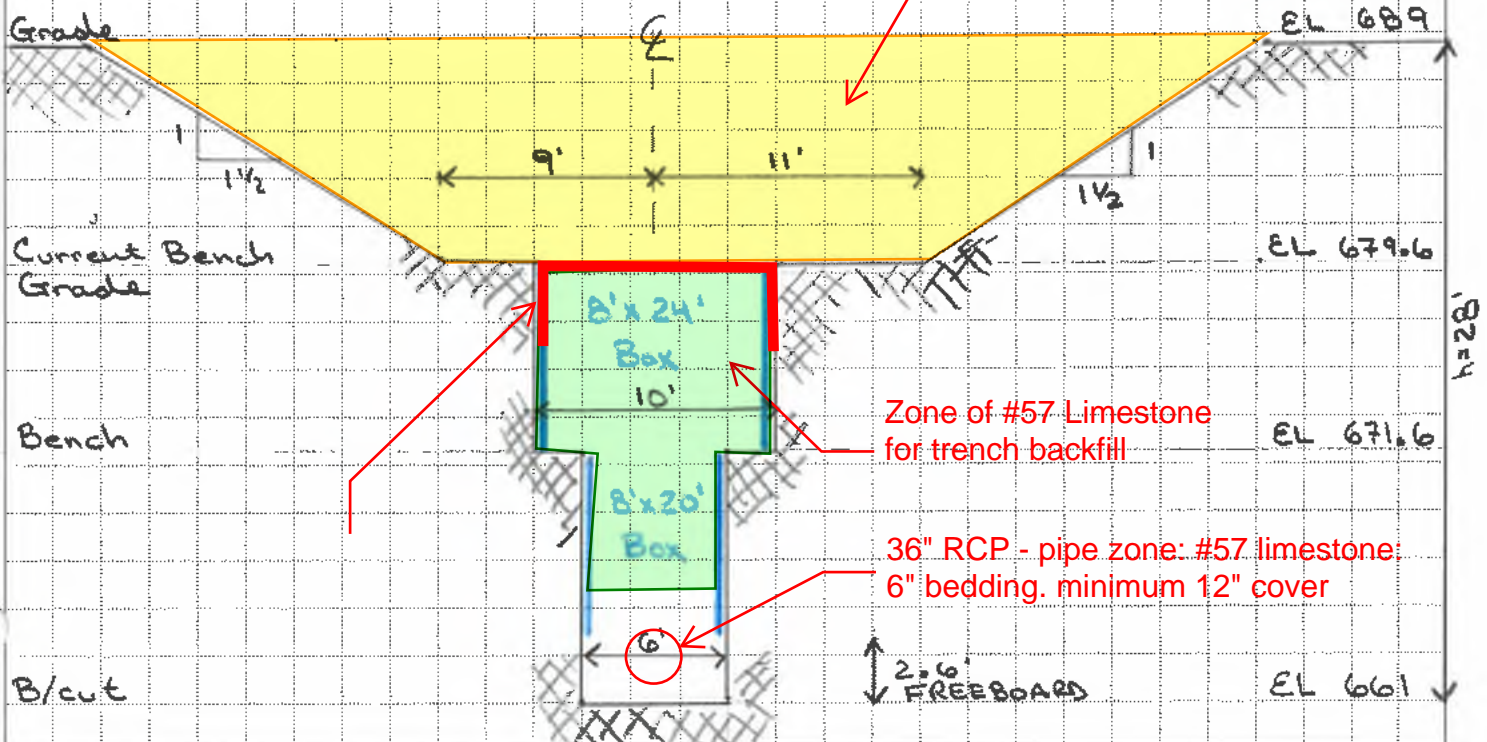 Grade
℄
EL 689
1
1½
9'
11'
1
1½
Current Bench
Grade
EL 679.6
8'x24'
Box
h=28'
10'
Zone of #57 Limestone
for trench backfill
Bench
EL 671.6
8'x20'
Box
36" RCP - pipe zone: #57 limestone:
6" bedding. minimum 12" cover
6'
2.6'
FREEBOARD
B/cut
EL 661